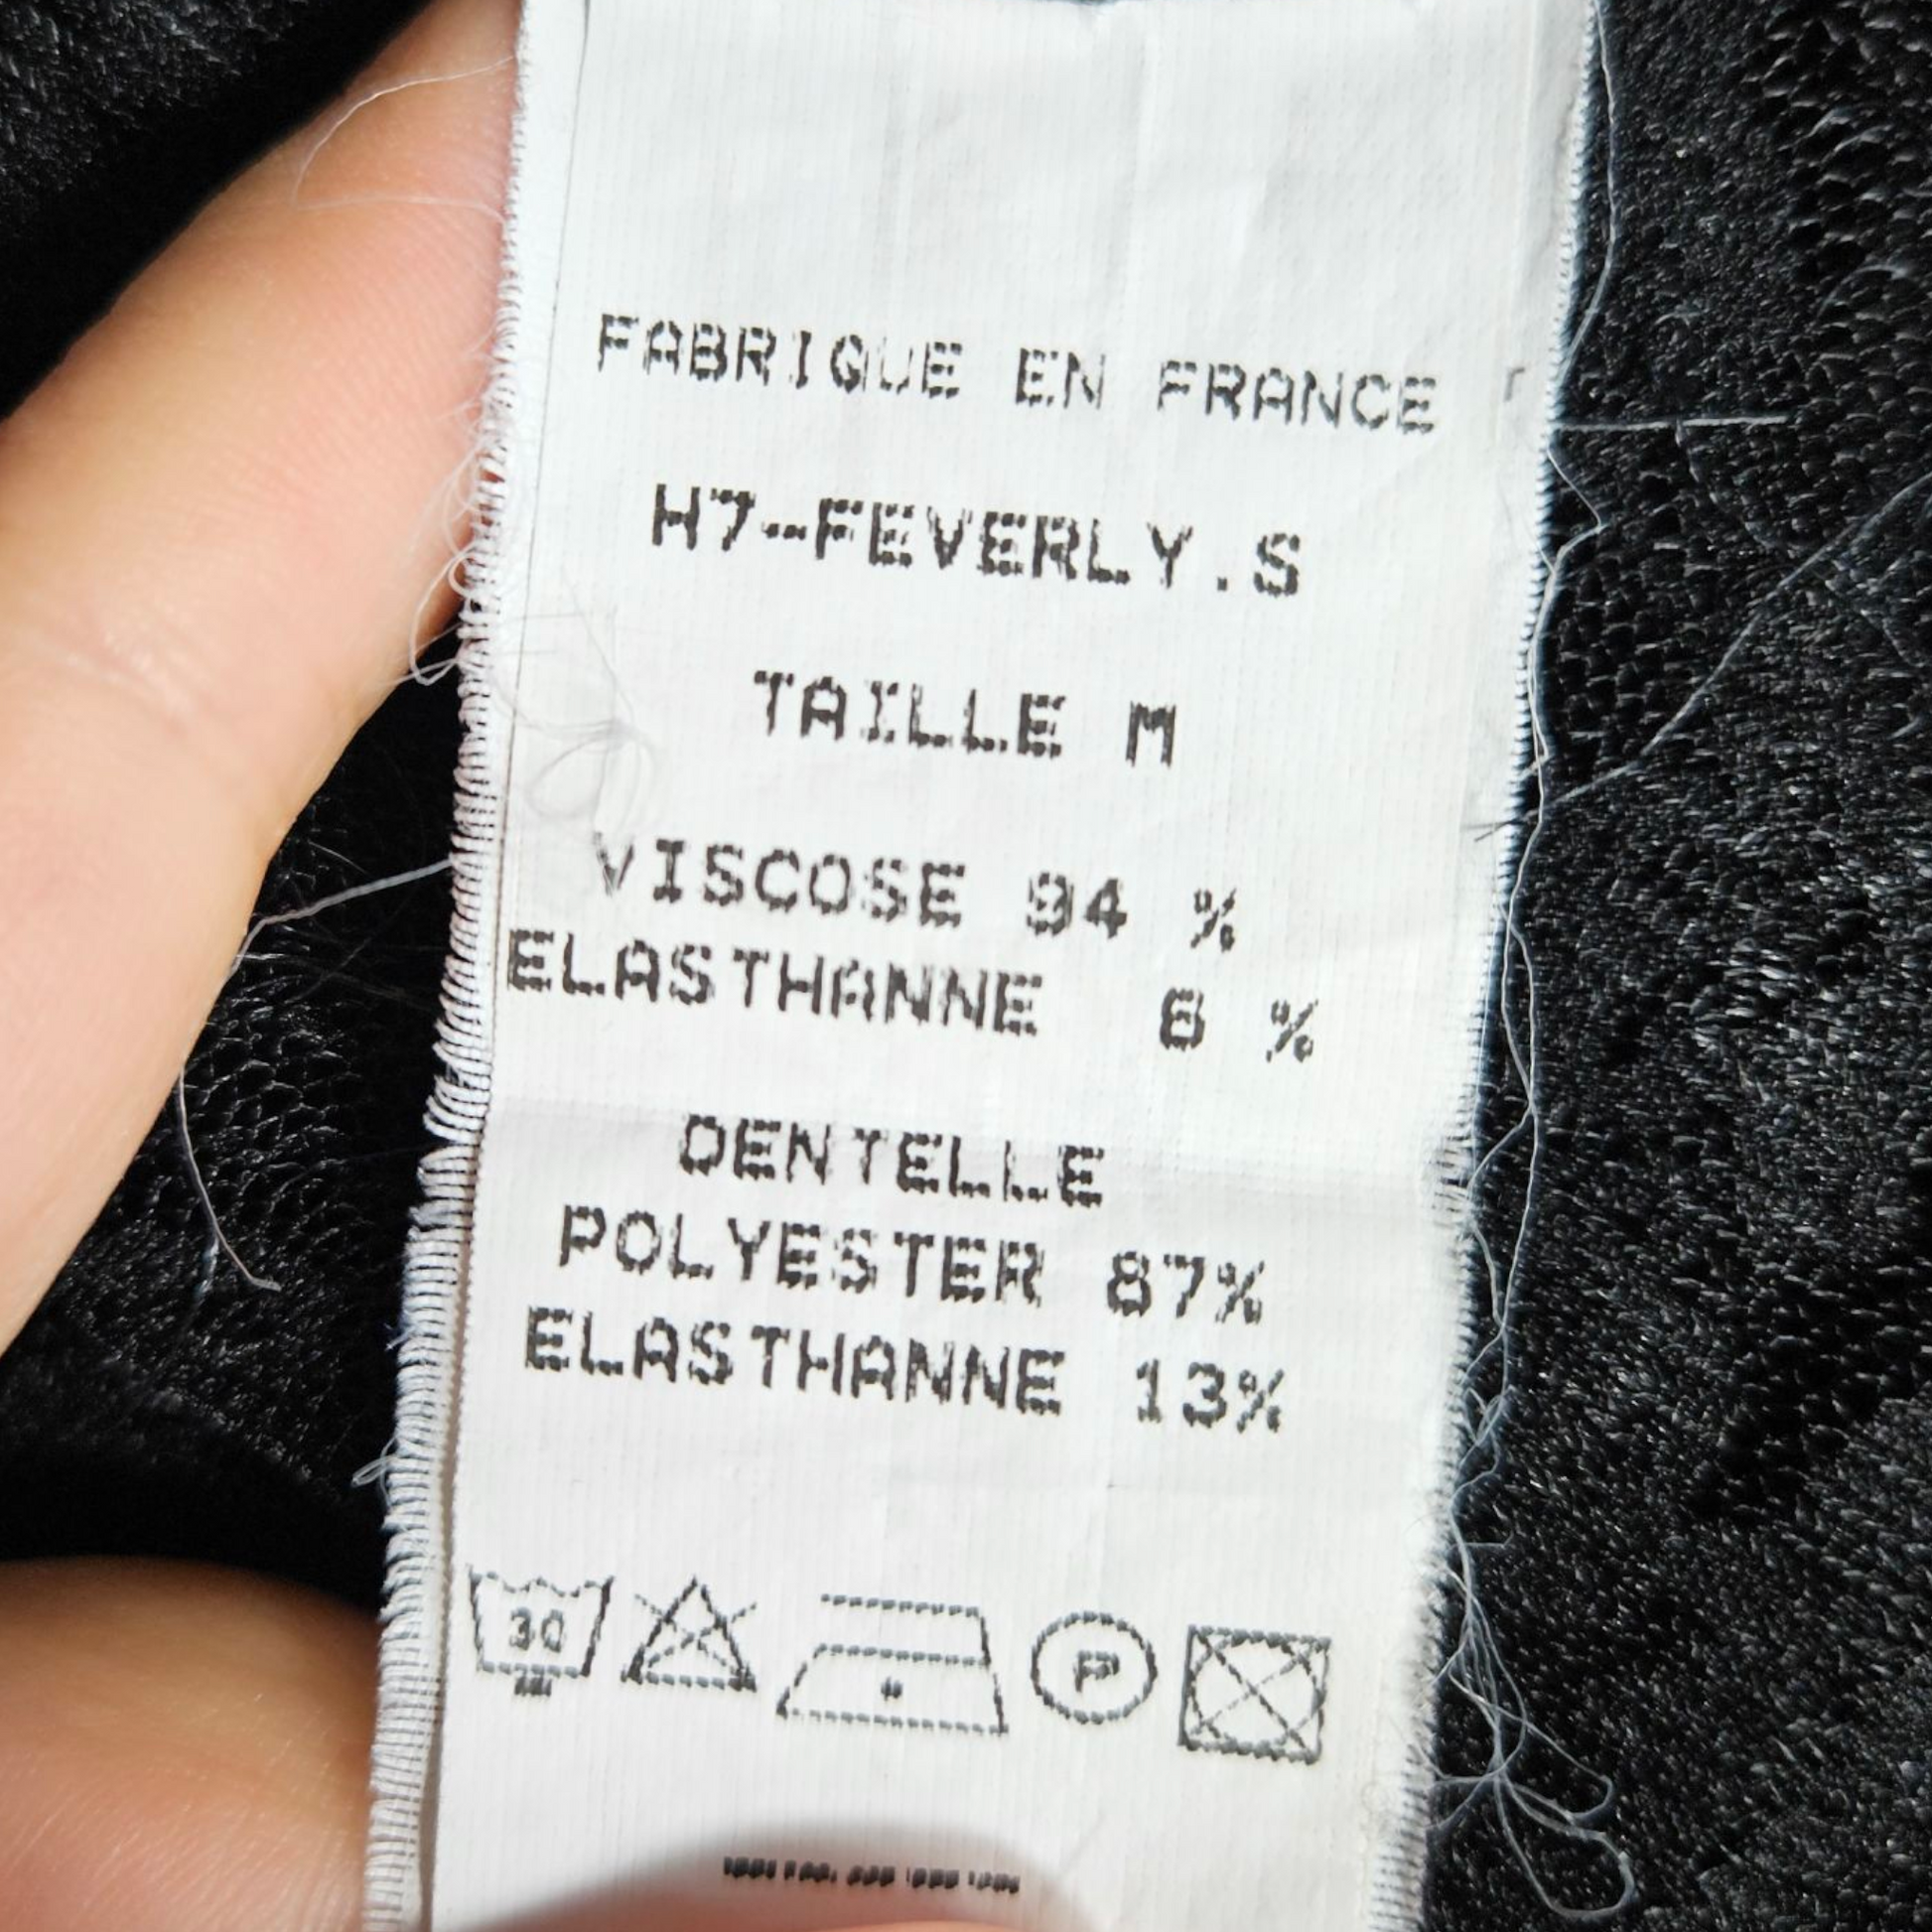 FABRIQUE EN FRANCE
H7-FEVERLY.S
TAILLE M
VISCOSE 94 %
ELASTHANNE 6 %
DENTELLE
POLYESTER 87%
ELASTHANNE 13%
30 P